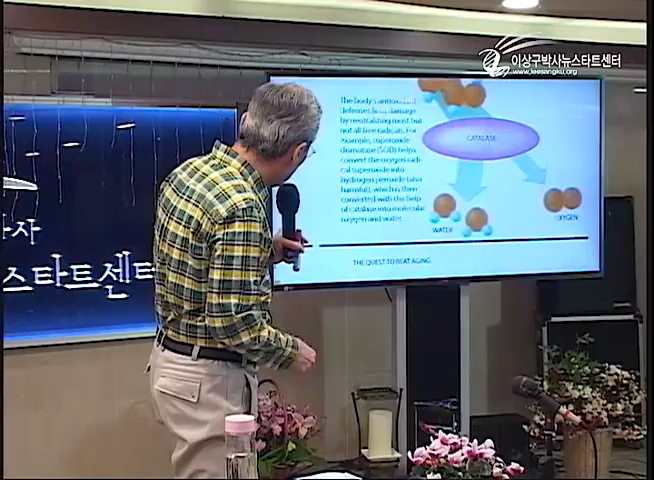 이상구박사뉴스타트센터
www.leesangku.org
The body's antioxidant
defenses limit damage
by neutralizing most but
not all free radicals. For
example, superoxide
dismutase (SOD) helps
convert the oxygen radi-
cal superoxide into
hydrogen peroxide (also
harmful), which is then
converted with the help
of catalase into molecular
oxygen and water.
CATALASE
OXYGEN
WATER
THE QUEST TO BEAT AGING
스타트센터